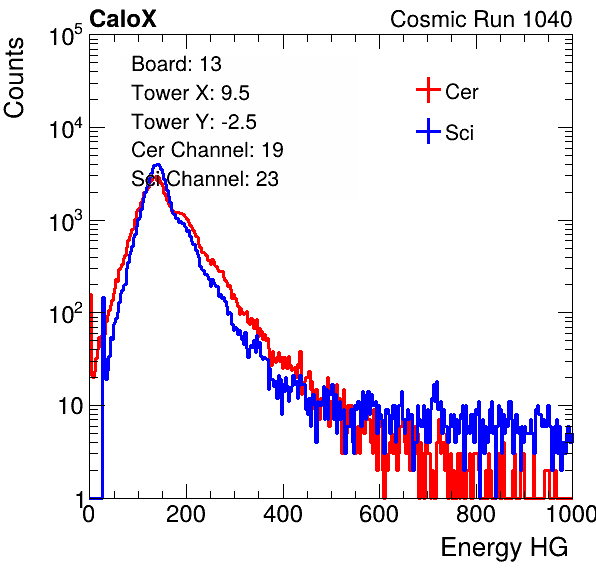 CaloX Cosmic Run 1040
Counts
10^5
10^4
10^3
10^2
10
1
Board: 13
Tower X: 9.5
Tower Y: -2.5
Cer Channel: 19
Sci Channel: 23
Cer
Sci
0 200 400 600 800 1000
Energy HG